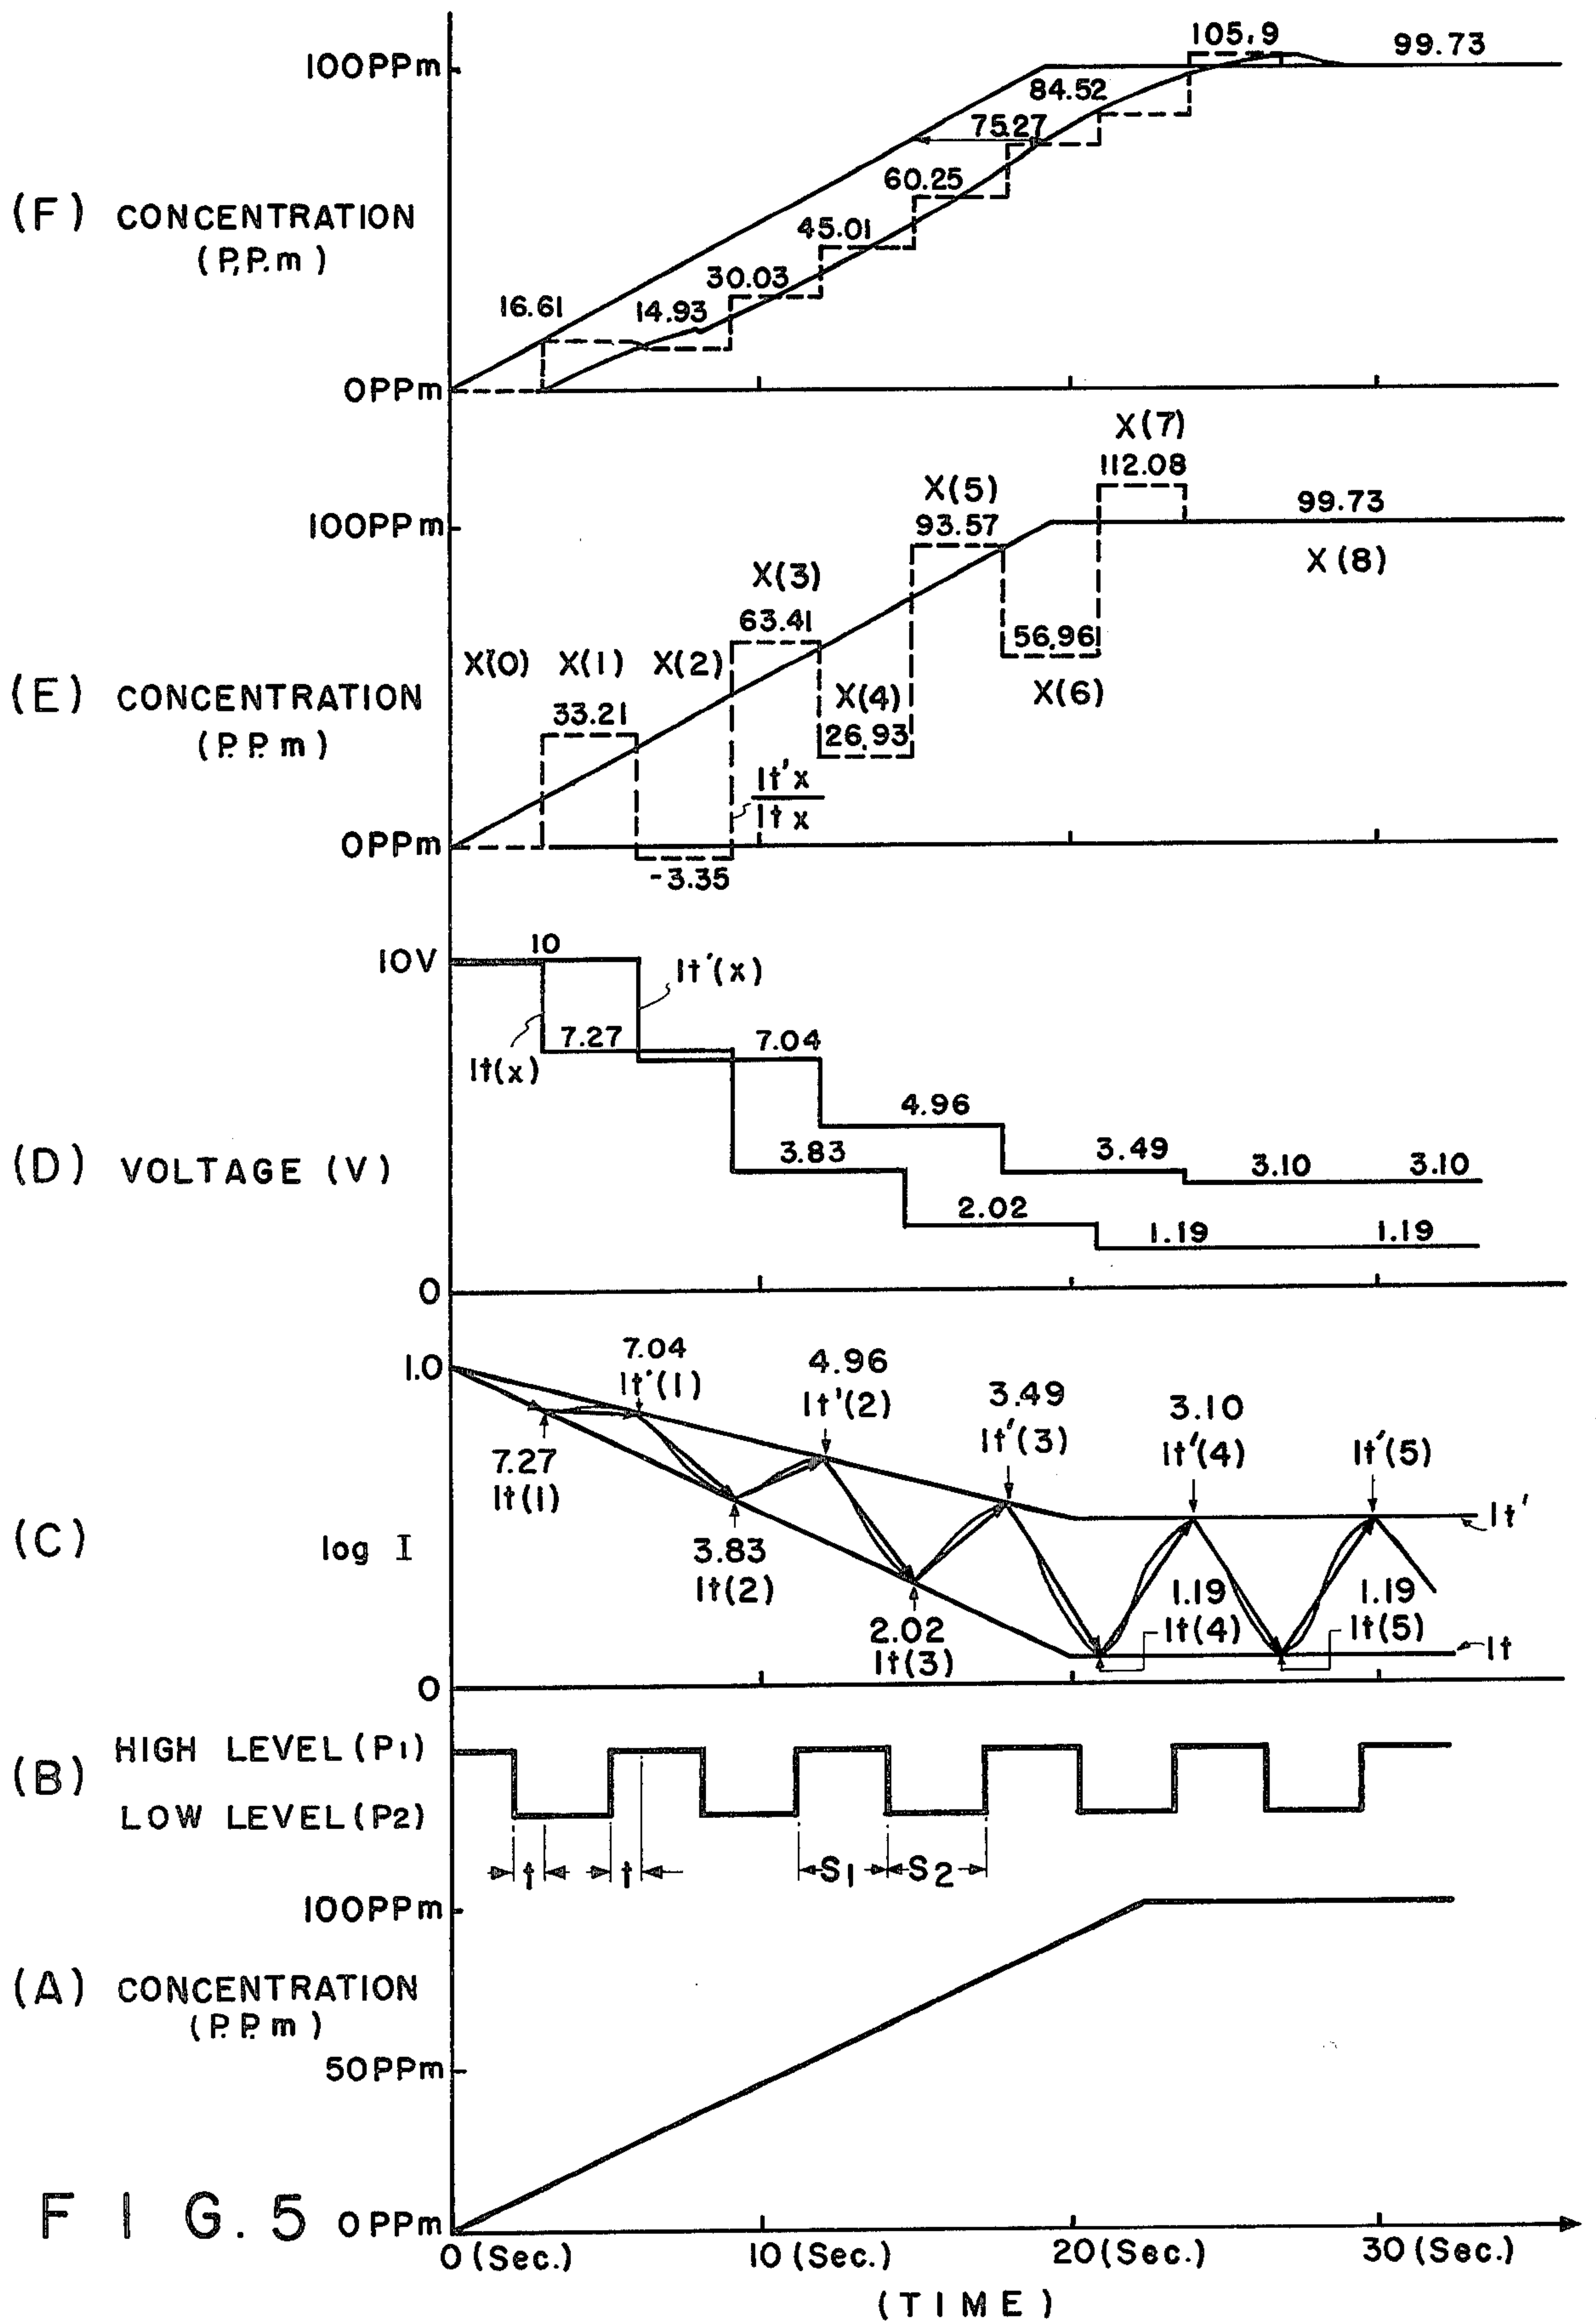 105.9
100PPm
99.73
84.52
75.27
(F) CONCENTRATION
(P.P.m)
60.25
45.01
30.03
16.61
14.93
0PPm
X(7)
112.08
X(5)
93.57
100PPm
99.73
X(8)
X(3)
63.41
56.96
X(6)
X(0) X(1) X(2)
X(4)
26.93
(E) CONCENTRATION
(P.P.m)
33.21
It'x
It x
0PPm
-3.35
10V
10
It'(x)
7.27
7.04
It(x)
4.96
(D) VOLTAGE (V)
3.83
3.49
3.10
3.10
2.02
1.19
1.19
0
1.0
7.04
It'(1)
4.96
It'(2)
3.49
It'(3)
3.10
It'(4)
It'(5)
7.27
It(1)
It'
(C)
log I
3.83
It(2)
1.19
It(4)
1.19
It(5)
2.02
It(3)
It
0
(B) HIGH LEVEL (P1)
LOW LEVEL (P2)
t
t
S1
S2
100PPm
(A) CONCENTRATION
(P.P.m)
50PPm
FIG.5
0PPm
0 (Sec.) 10 (Sec.) 20 (Sec.) 30 (Sec.)
(TIME)